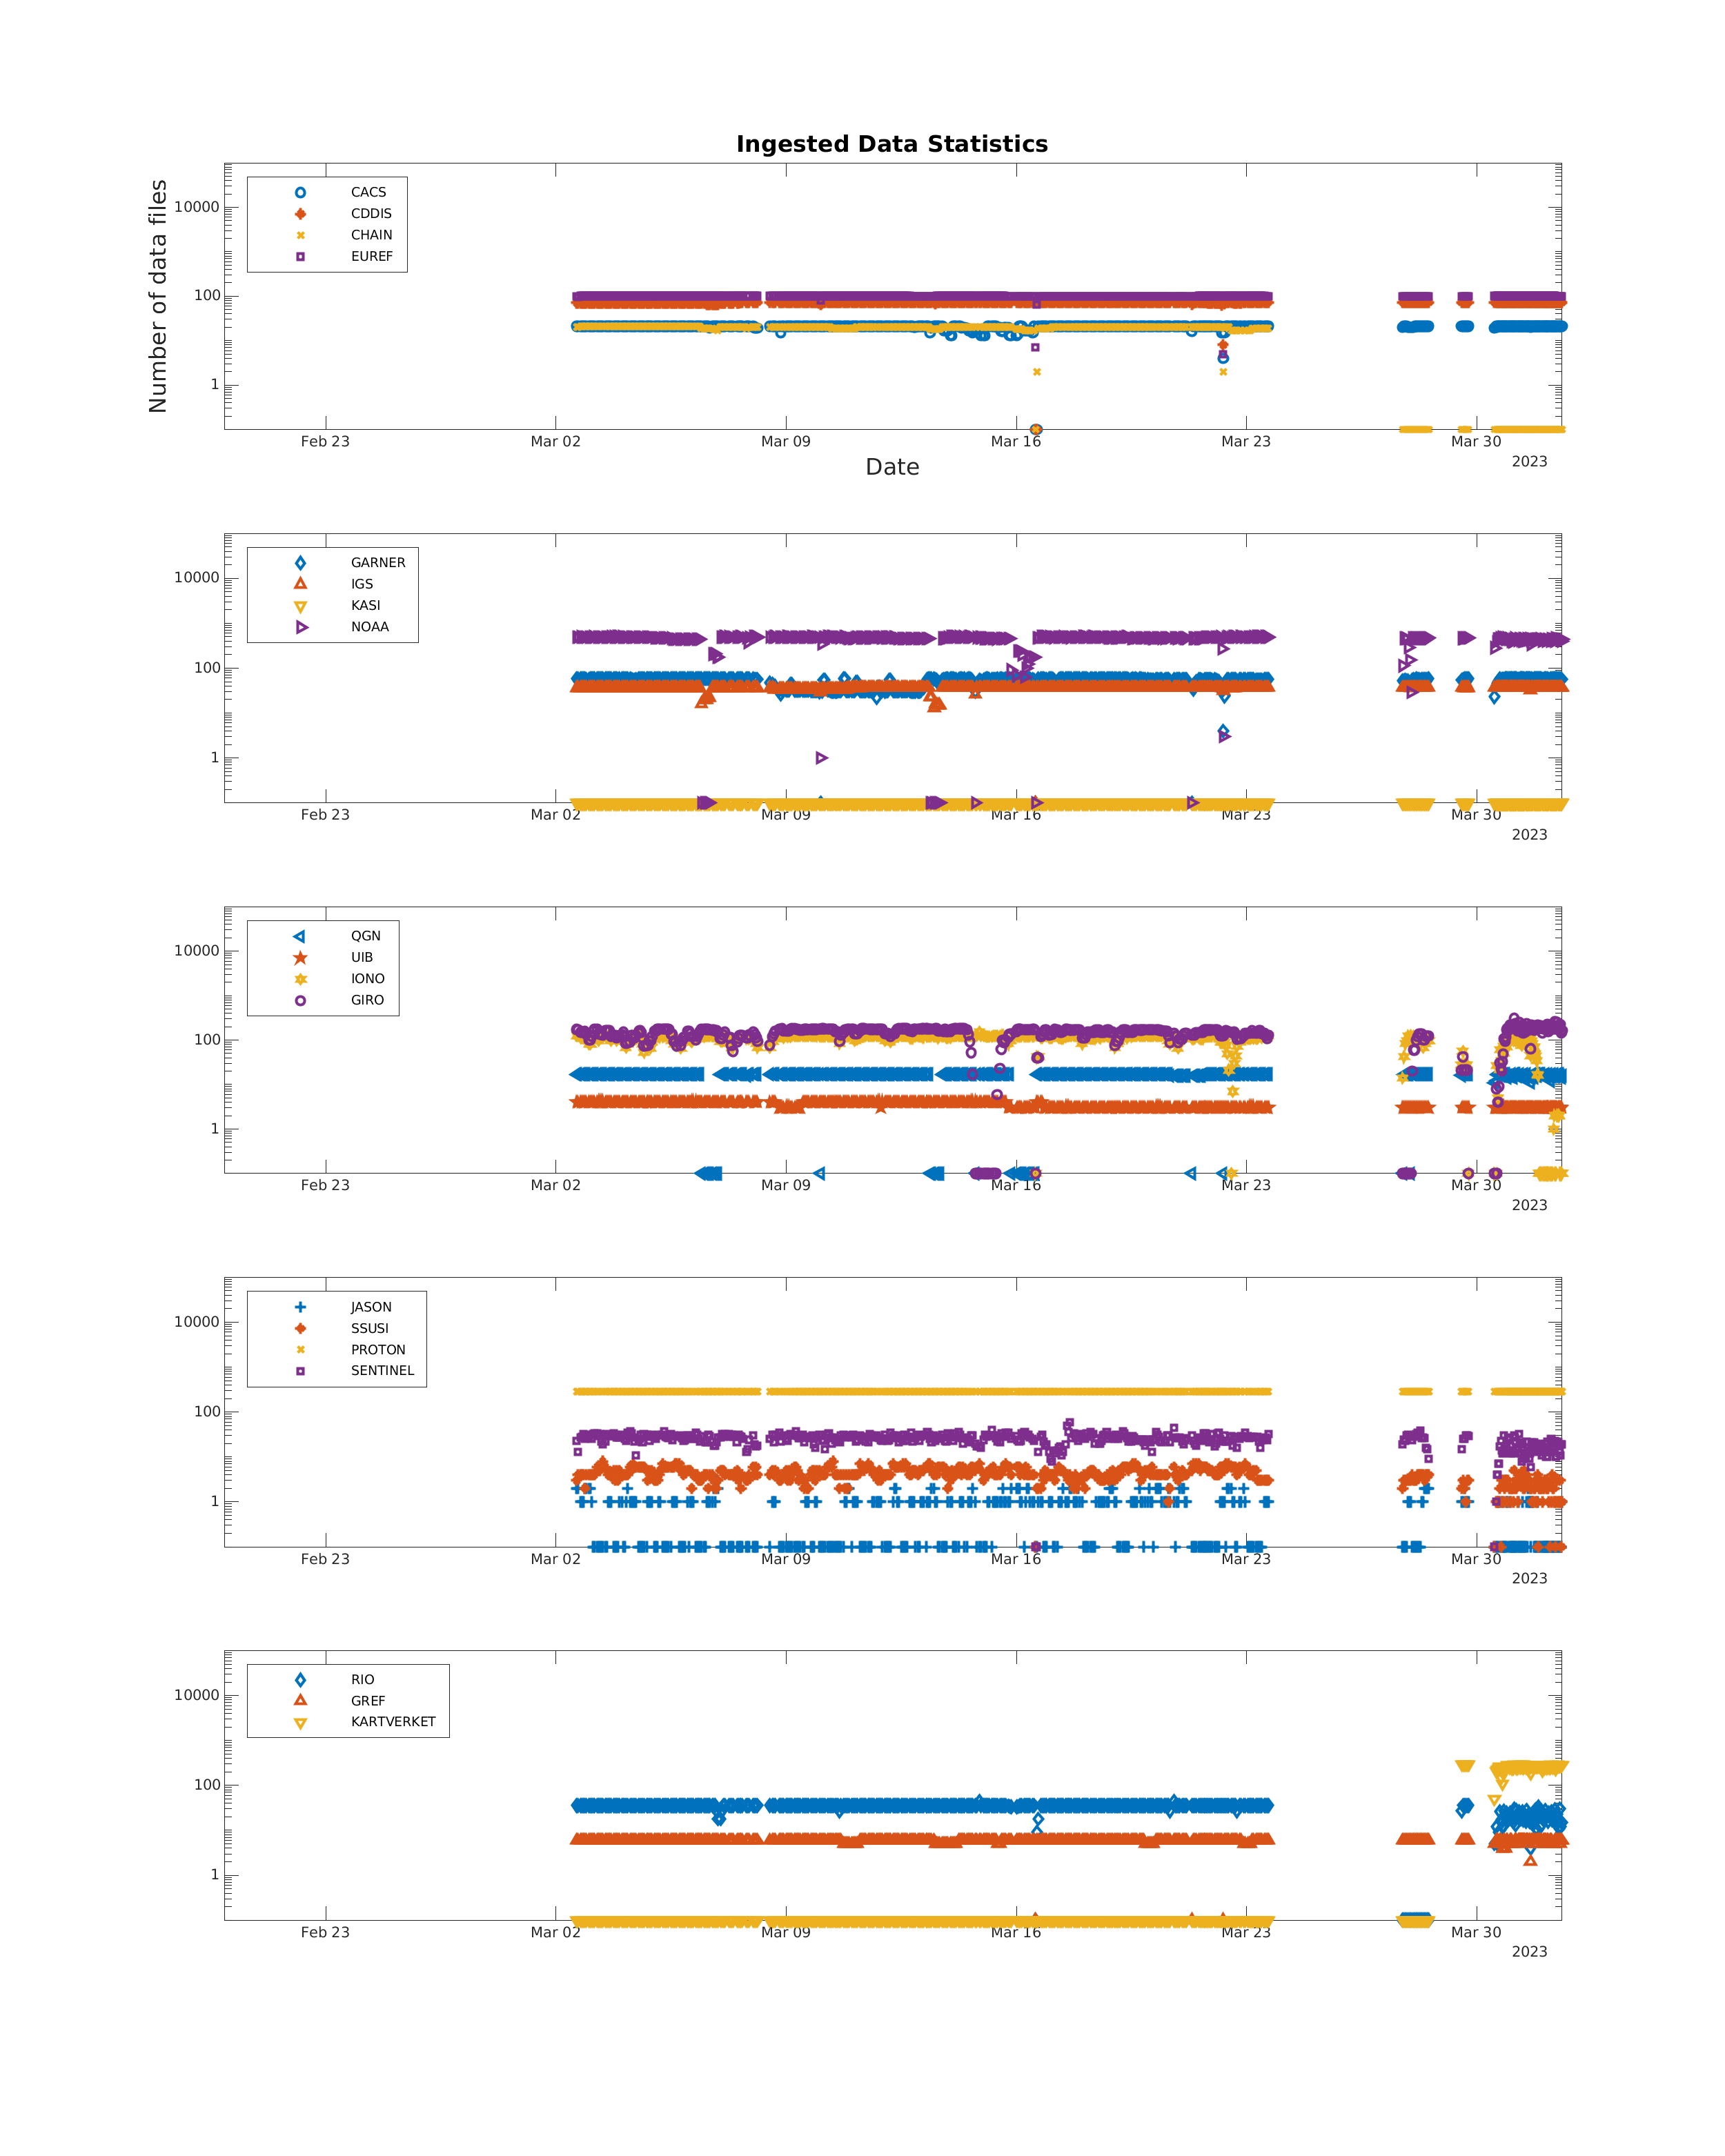 Ingested Data Statistics
Number of data files
10000
100
1
CACS
CDDIS
CHAIN
EUREF
Feb 23 Mar 02 Mar 09 Mar 16 Mar 23 Mar 30
2023
Date
10000
100
1
GARNER
IGS
KASI
NOAA
Feb 23 Mar 02 Mar 09 Mar 16 Mar 23 Mar 30
2023
10000
100
1
QGN
UIB
IONO
GIRO
Feb 23 Mar 02 Mar 09 Mar 16 Mar 23 Mar 30
2023
10000
100
1
JASON
SSUSI
PROTON
SENTINEL
Feb 23 Mar 02 Mar 09 Mar 16 Mar 23 Mar 30
2023
10000
100
1
RIO
GREF
KARTVERKET
Feb 23 Mar 02 Mar 09 Mar 16 Mar 23 Mar 30
2023